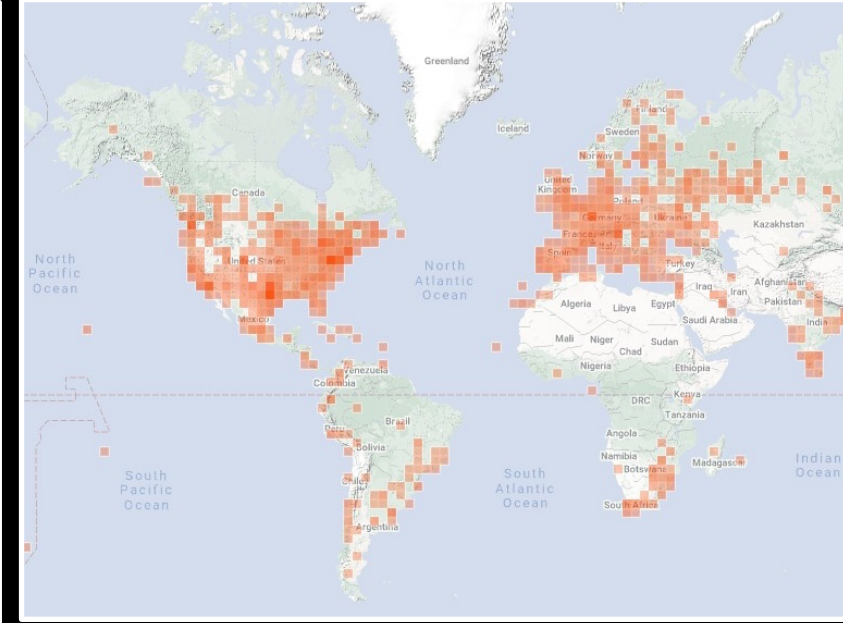 Greenland
Iceland
Finland
Sweden
Norway
United
Kingdom
Canada
Poland
Germany
Ukraine
France
Kazakhstan
Italy
Spain
North
Pacific
Ocean
United States
North
Atlantic
Ocean
Turkey
Afghanistan
Iraq
Iran
Pakistan
Algeria
Libya
Egypt
Saudi Arabia
India
Mexico
Mali
Niger
Sudan
Chad
Nigeria
Ethiopia
Venezuela
Colombia
Kenya
DRC
Tanzania
Brazil
Peru
Angola
Bolivia
Namibia
Botswana
Madagascar
Indian
Ocean
South
Pacific
Ocean
Chile
South
Atlantic
Ocean
South Africa
Argentina